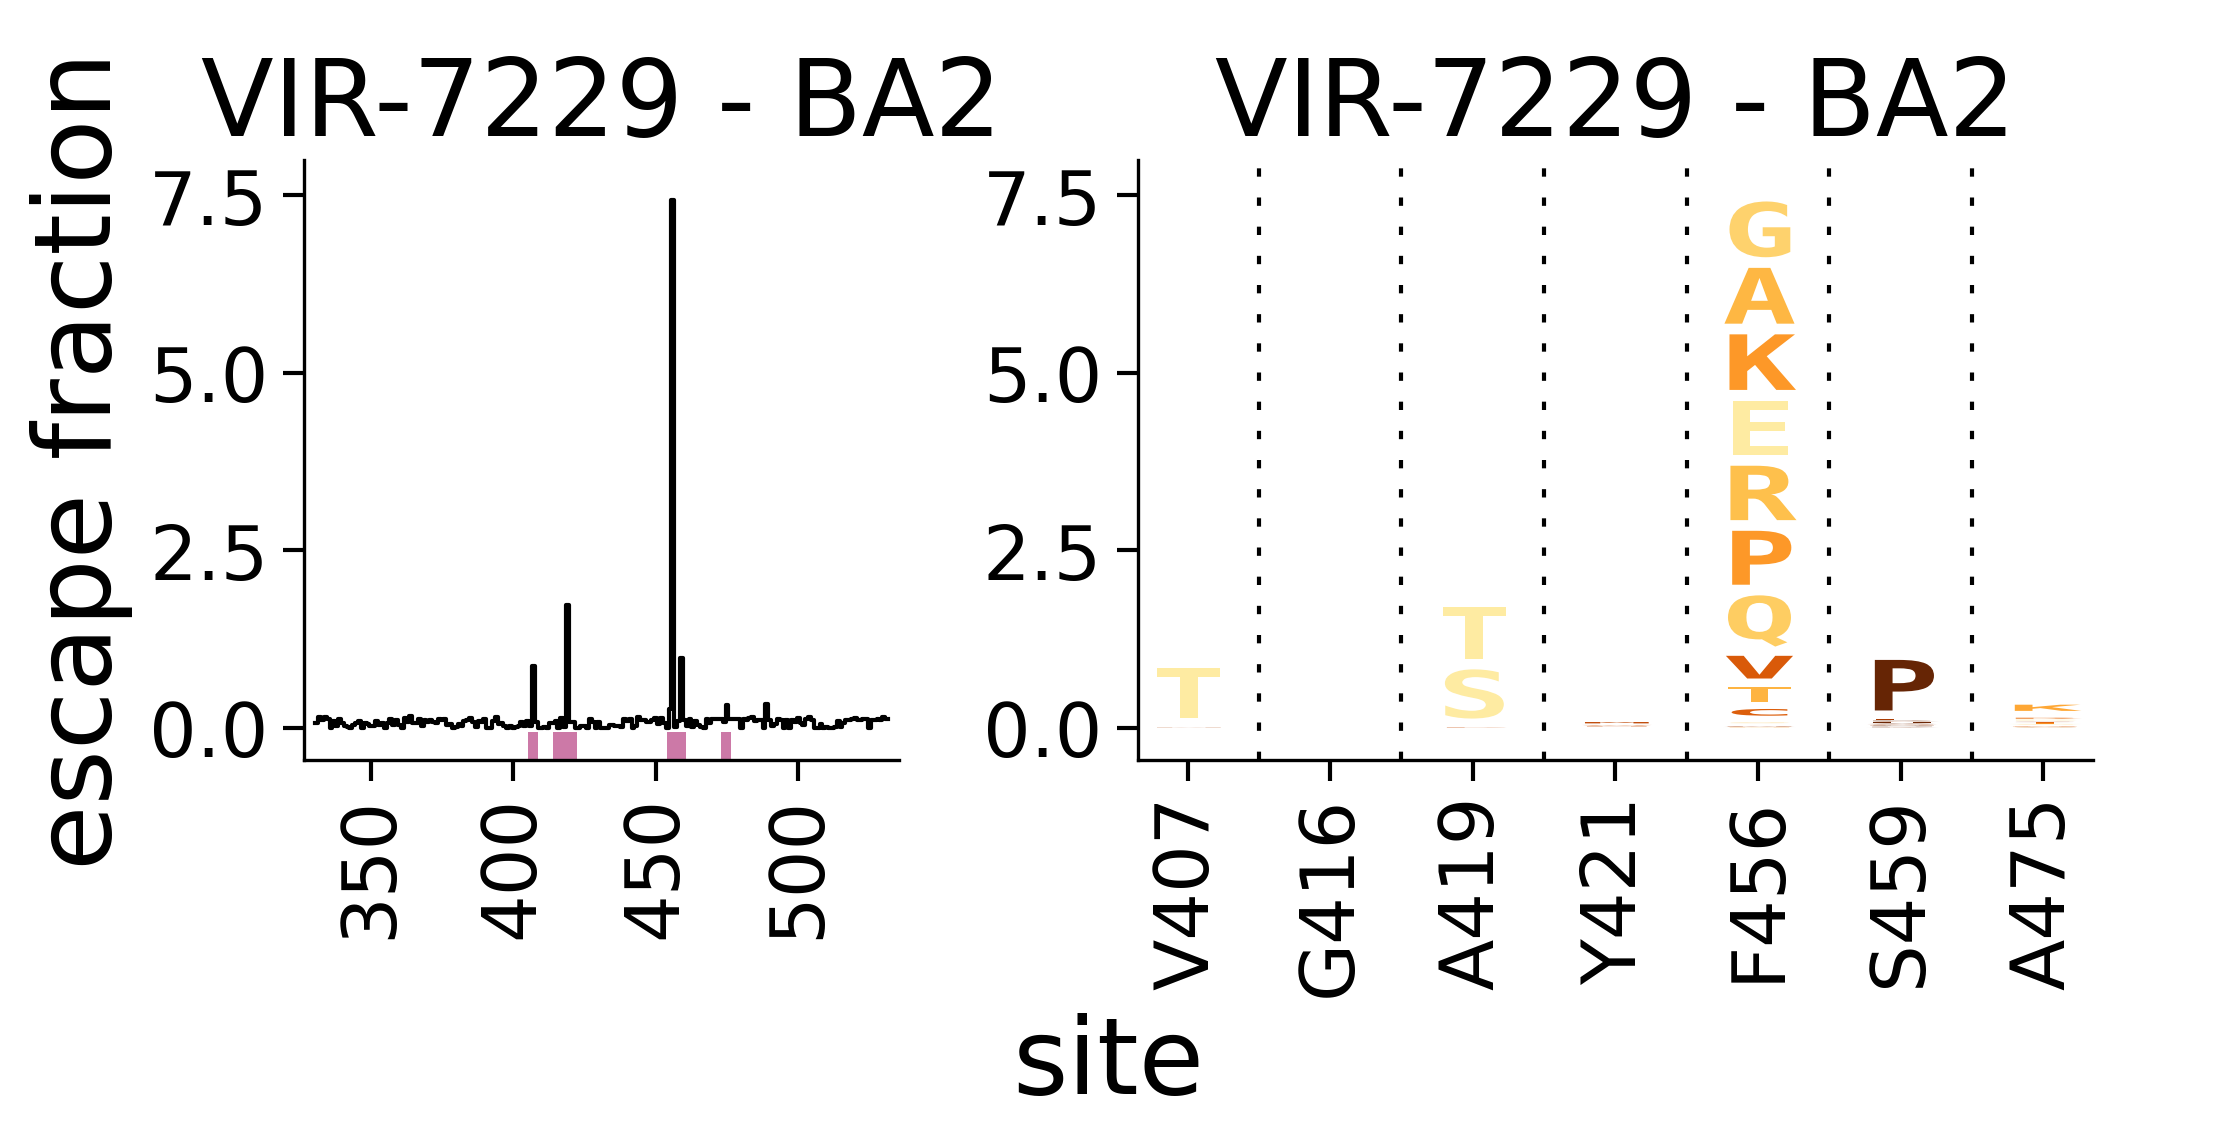 VIR-7229 - BA2
VIR-7229 - BA2
escape fraction
7.5
5.0
2.5
0.0
350
400
450
500
7.5
5.0
2.5
0.0
T
T
S
G
A
K
E
R
P
Q
P
V407
G416
A419
Y421
F456
S459
A475
site